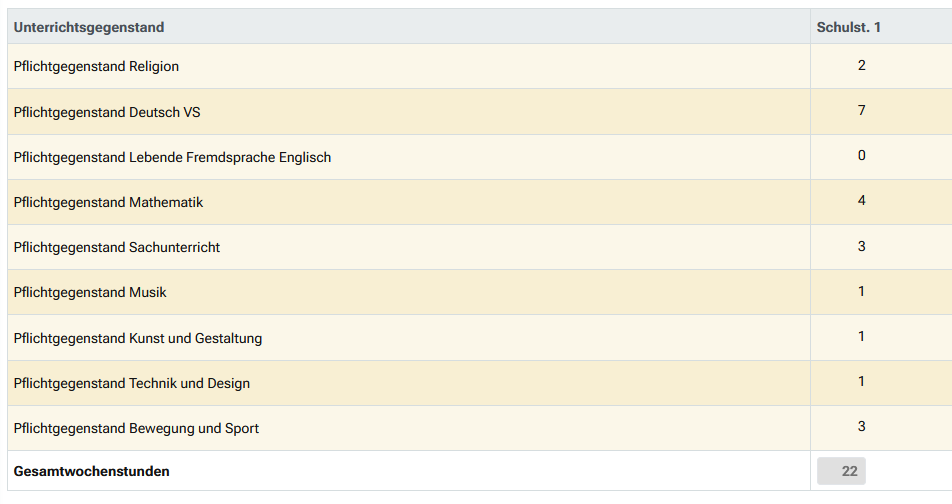 Unterrichtsgegenstand Schulst. 1
Pflichtgegenstand Religion 2
Pflichtgegenstand Deutsch VS 7
Pflichtgegenstand Lebende Fremdsprache Englisch 0
Pflichtgegenstand Mathematik 4
Pflichtgegenstand Sachunterricht 3
Pflichtgegenstand Musik 1
Pflichtgegenstand Kunst und Gestaltung 1
Pflichtgegenstand Technik und Design 1
Pflichtgegenstand Bewegung und Sport 3
Gesamtwochenstunden 22